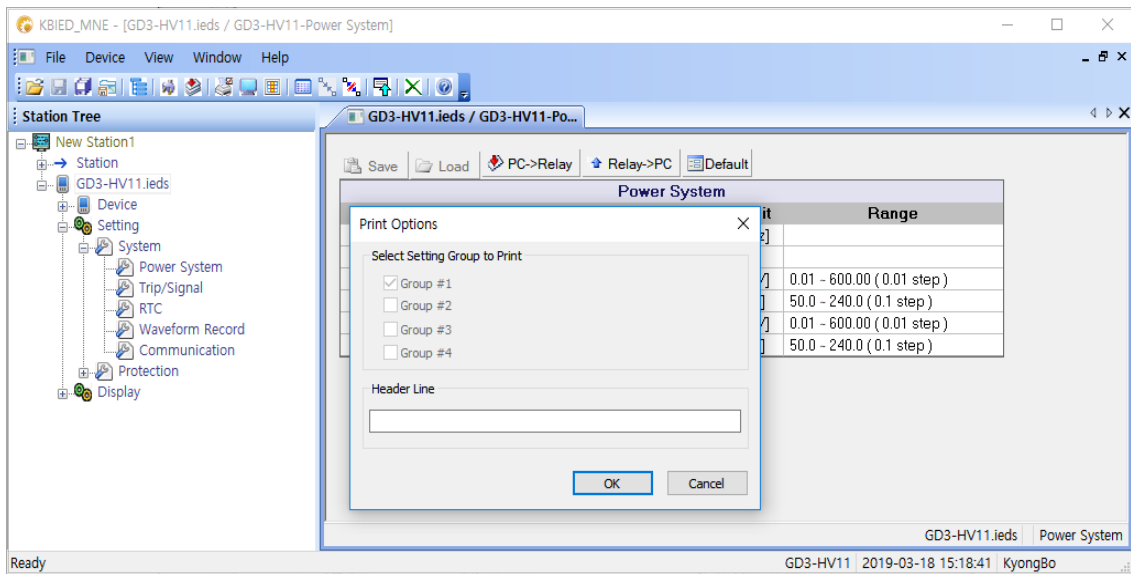 KBIED_MNE - [GD3-HV11.ieds / GD3-HV11-Power System]
File Device View Window Help
Station Tree
GD3-HV11.ieds / GD3-HV11-Po...
New Station1
Station
GD3-HV11.ieds
Device
Setting
System
Power System
Trip/Signal
RTC
Waveform Record
Communication
Protection
Display
Save Load PC->Relay Relay->PC Default
Power System
it Range
z]
/] 0.01 - 600.00 ( 0.01 step )
] 50.0 - 240.0 ( 0.1 step )
/] 0.01 - 600.00 ( 0.01 step )
] 50.0 - 240.0 ( 0.1 step )
Print Options
Select Setting Group to Print
Group #1
Group #2
Group #3
Group #4
Header Line
OK Cancel
GD3-HV11.ieds Power System
Ready GD3-HV11 2019-03-18 15:18:41 KyongBo